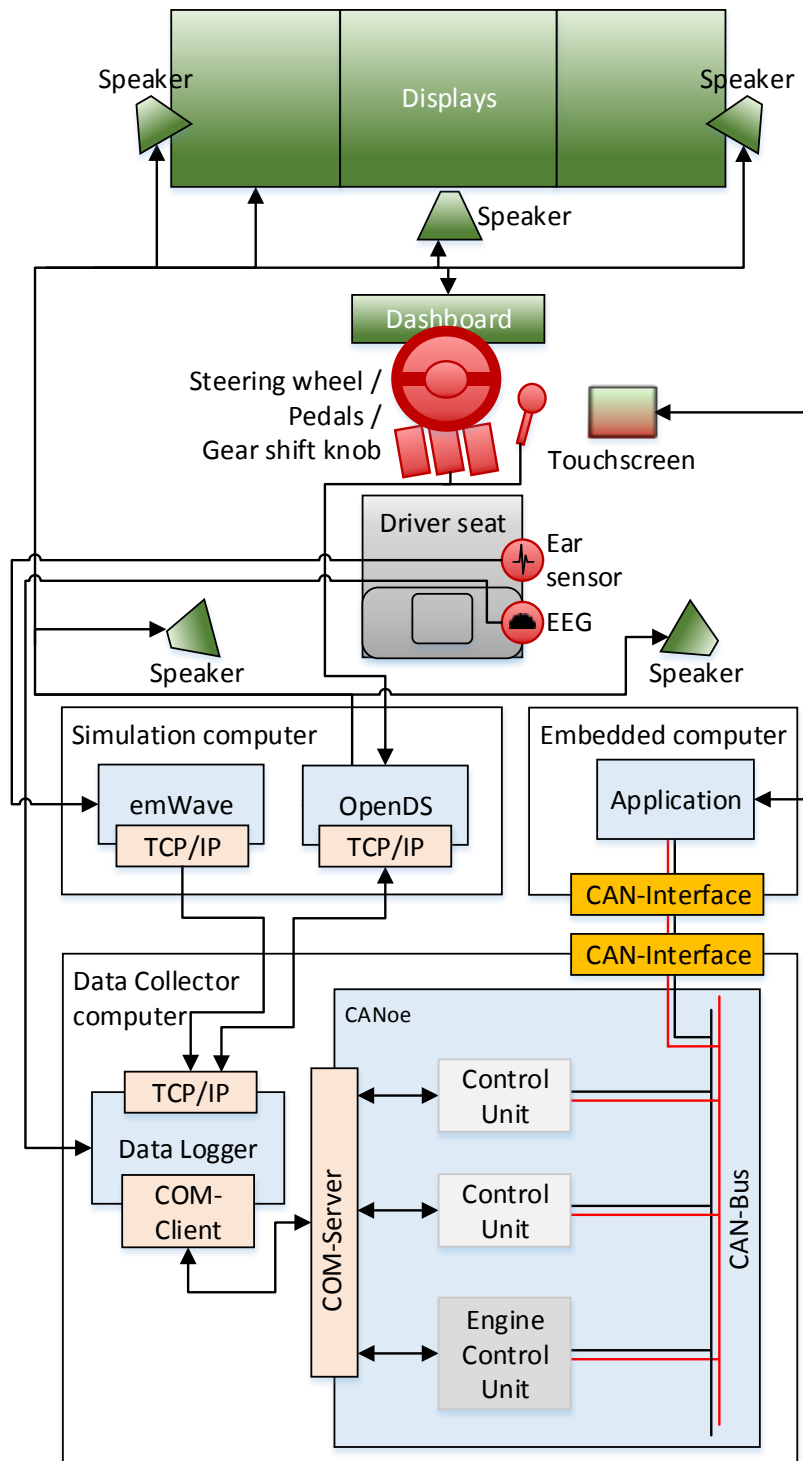 Speaker
Speaker
Displays
Speaker
Dashboard
Steering wheel /
Pedals /
Gear shift knob
Touchscreen
Driver seat
Ear
sensor
EEG
Speaker
Speaker
Simulation computer
emWave
TCP/IP
OpenDS
TCP/IP
Embedded computer
Application
CAN-Interface
CAN-Interface
Data Collector
computer
TCP/IP
Data Logger
COM-
Client
CANoe
COM-Server
Control
Unit
Control
Unit
Engine
Control
Unit
CAN-Bus